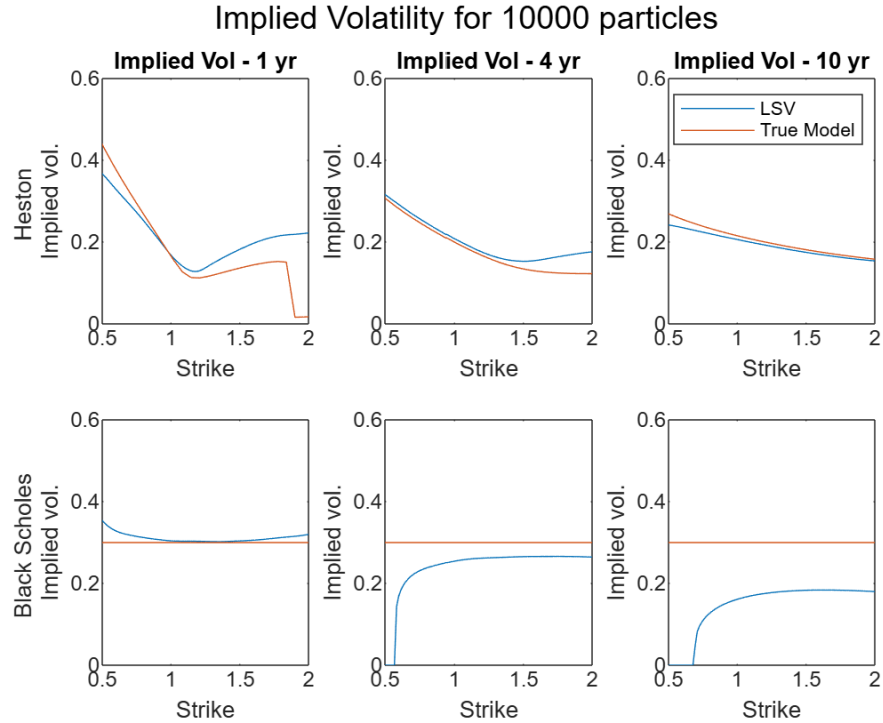 Implied Volatility for 10000 particles
Implied Vol - 1 yr
Implied Vol - 4 yr
Implied Vol - 10 yr
0.6
0.4
0.2
0
0.5
1
1.5
2
Strike
Heston
Implied vol.
0.6
0.4
0.2
0
0.5
1
1.5
2
Strike
Implied vol.
0.6
0.4
0.2
0
0.5
1
1.5
2
Strike
Implied vol.
LSV
True Model
0.6
0.4
0.2
0
0.5
1
1.5
2
Strike
Black Scholes
Implied vol.
0.6
0.4
0.2
0
0.5
1
1.5
2
Strike
Implied vol.
0.6
0.4
0.2
0
0.5
1
1.5
2
Strike
Implied vol.